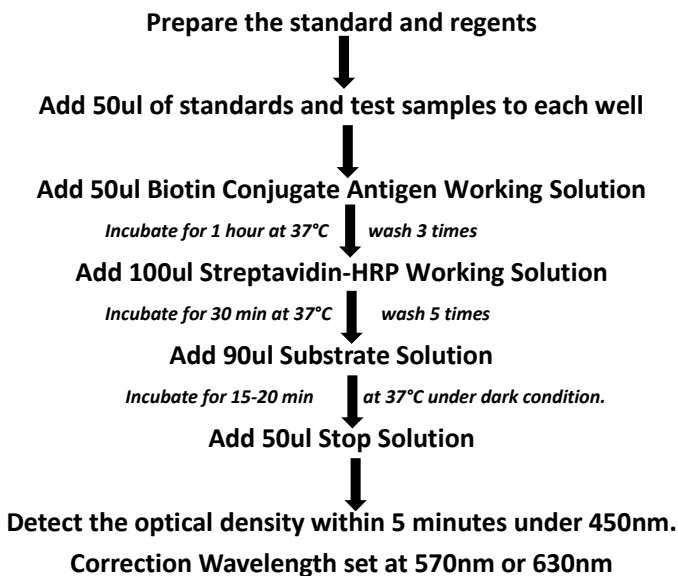 Prepare the standard and regents
Add 50ul of standards and test samples to each well
Add 50ul Biotin Conjugate Antigen Working Solution
Incubate for 1 hour at 37°C wash 3 times
Add 100ul Streptavidin-HRP Working Solution
Incubate for 30 min at 37°C wash 5 times
Add 90ul Substrate Solution
Incubate for 15-20 min at 37°C under dark condition.
Add 50ul Stop Solution
Detect the optical density within 5 minutes under 450nm.
Correction Wavelength set at 570nm or 630nm